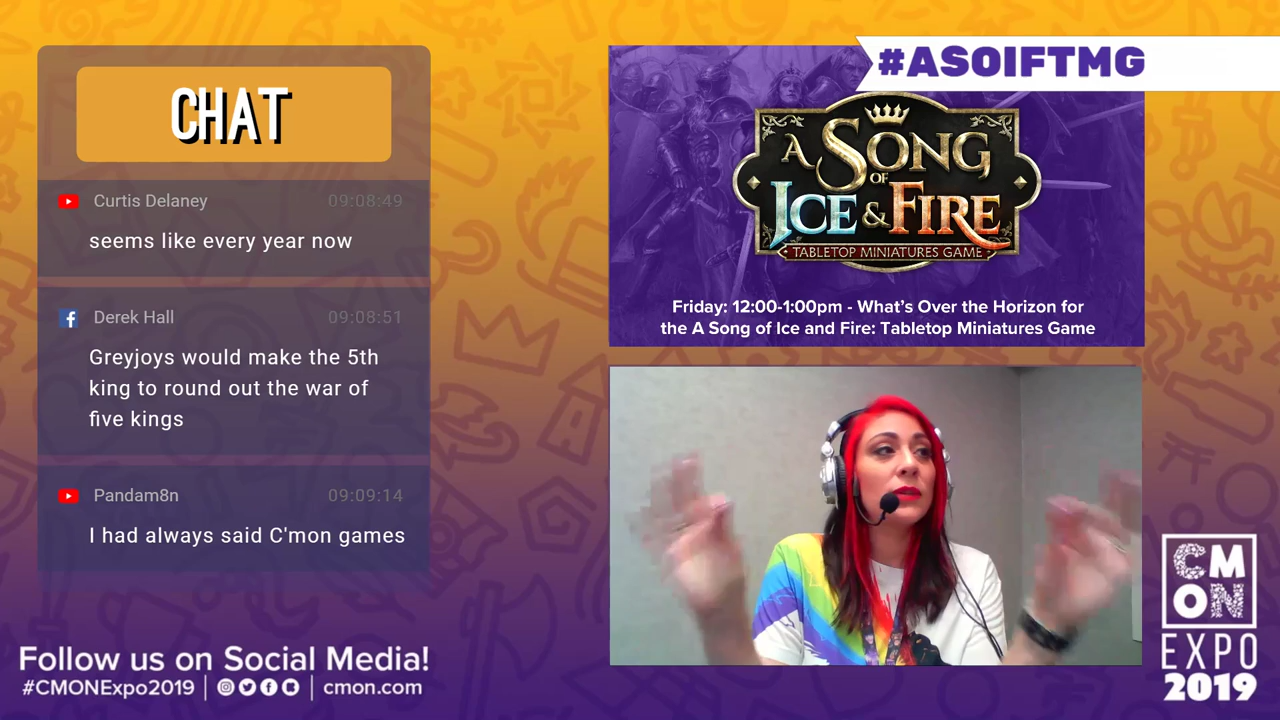 CHAT
Curtis Delaney 09:08:49
seems like every year now
Derek Hall 09:08:51
Greyjoys would make the 5th
king to round out the war of
five kings
Pandam8n 09:09:14
I had always said C'mon games
Follow us on Social Media!
#CMONExpo2019 | | cmon.com
#ASOIFTMG
A SONG
OF
ICE & FIRE
TABLETOP MINIATURES GAME
Friday: 12:00-1:00pm - What's Over the Horizon for
the A Song of Ice and Fire: Tabletop Miniatures Game
CM
ON
EXPO
2019